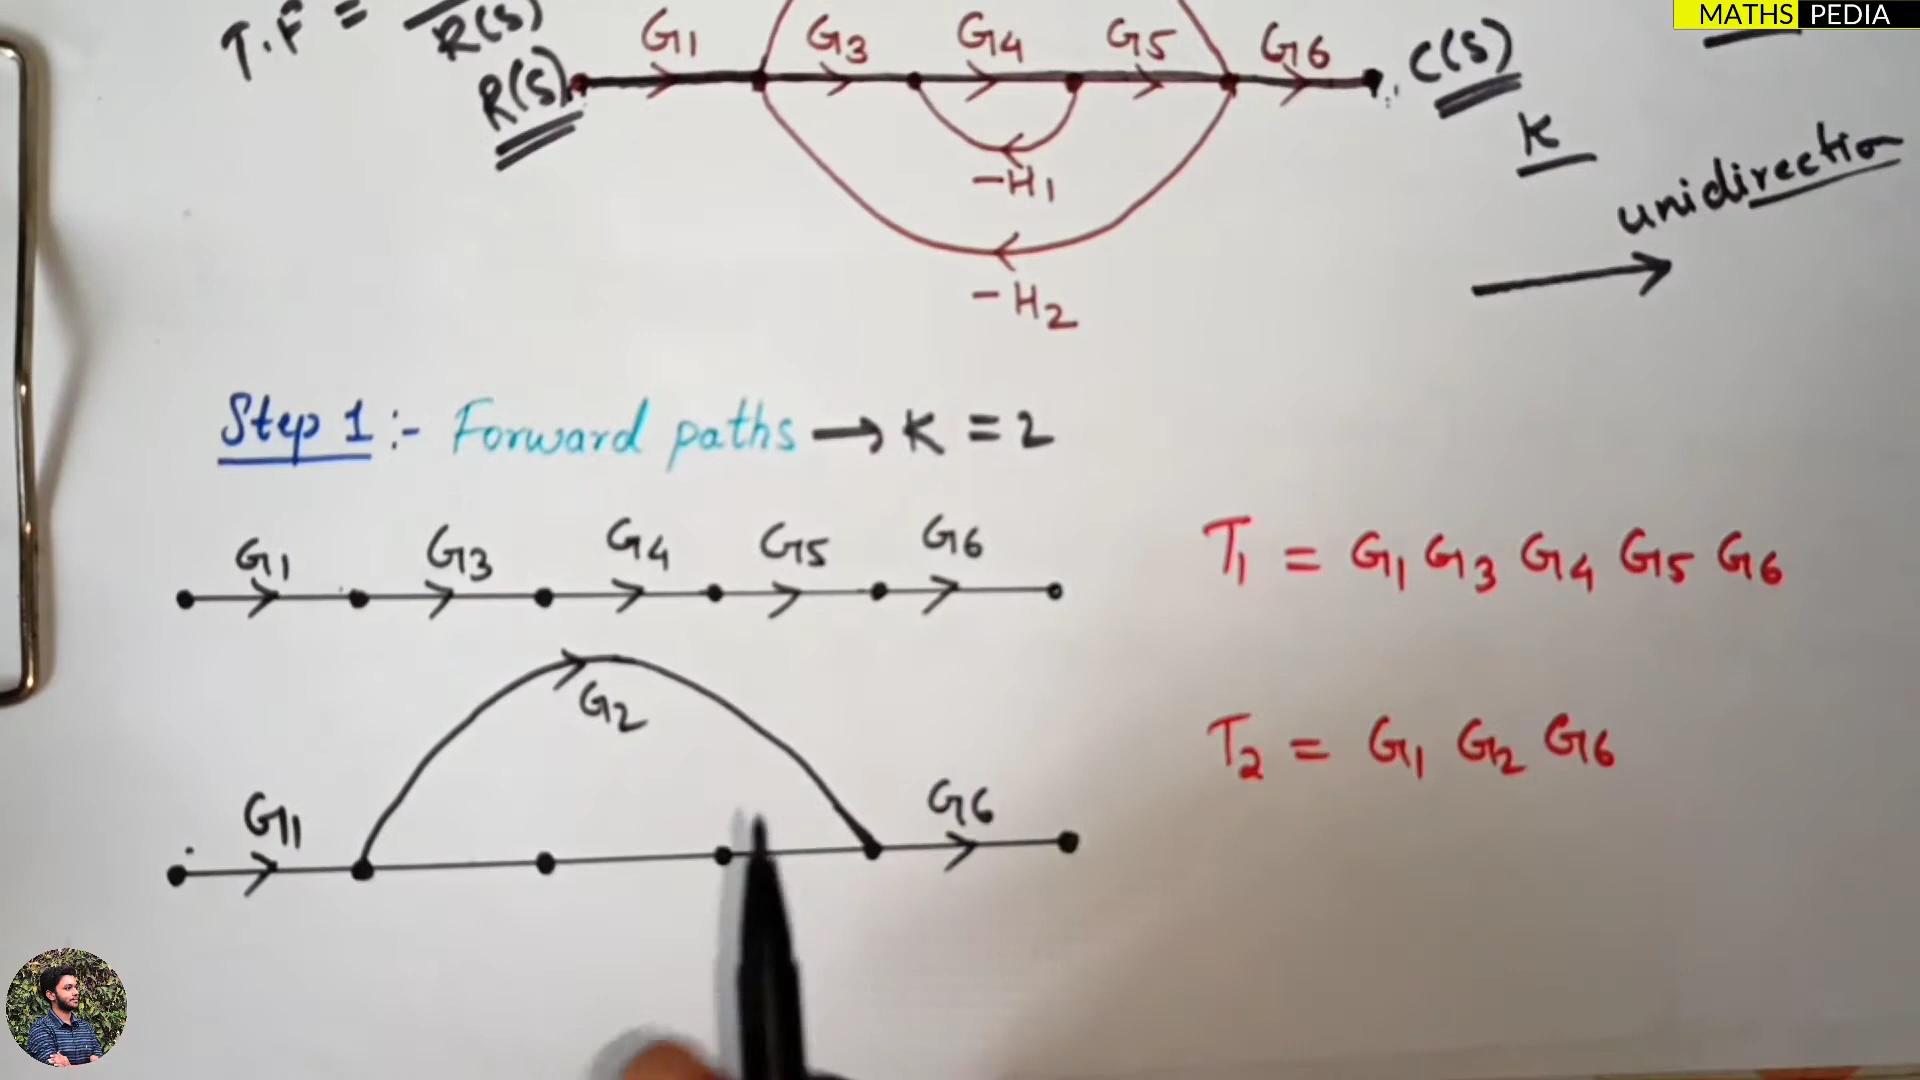 MATHS PEDIA
T.F = R(S)
R(S) G1 G3 G4 G5 G6 C(S)
K
-H1
unidirection
-H2
Step 1:- Forward paths → K = 2
G1 G3 G4 G5 G6
T1 = G1 G3 G4 G5 G6
G2
T2 = G1 G2 G6
G1 G6